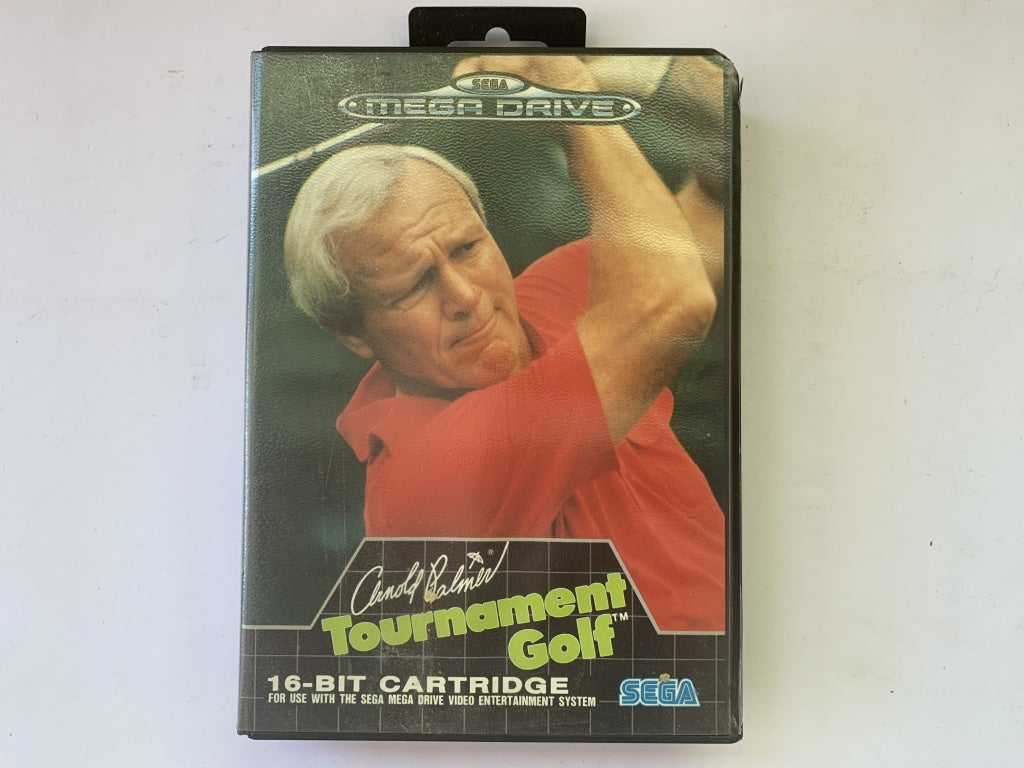 SEGA
MEGA DRIVE
Arnold Palmer ®
Tournament
Golf™
16-BIT CARTRIDGE
FOR USE WITH THE SEGA MEGA DRIVE VIDEO ENTERTAINMENT SYSTEM
SEGA